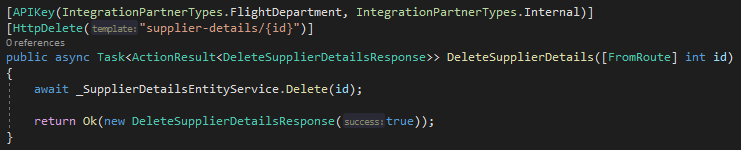 [APIKey(IntegrationPartnerTypes.FlightDepartment, IntegrationPartnerTypes.Internal)]
[HttpDelete(template:"supplier-details/{id}")]
0 references
public async Task<ActionResult<DeleteSupplierDetailsResponse>> DeleteSupplierDetails([FromRoute] int id)
{
    await _SupplierDetailsEntityService.Delete(id);
    return Ok(new DeleteSupplierDetailsResponse(success:true));
}